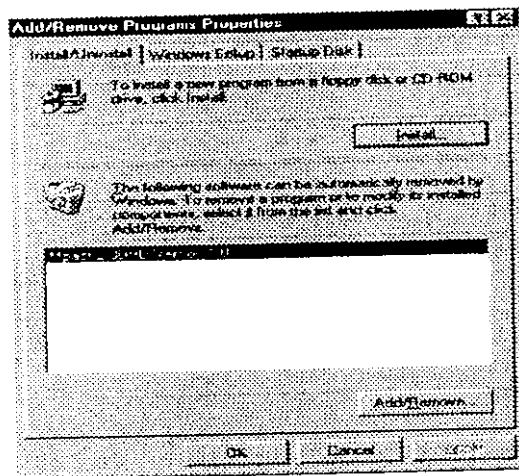 Add/Remove Programs Properties
Install/Uninstall Windows Setup Startup Disk
To install a new program from a floppy disk or CD-ROM
drive, click Install.
Install...
The following software can be automatically removed by
Windows. To remove a program or to modify its installed
components, select it from the list and click
Add/Remove.
Add/Remove...
OK Cancel